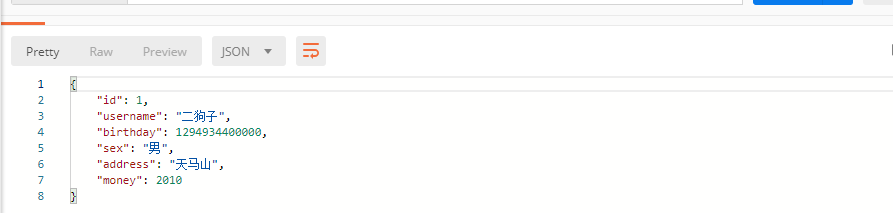 Pretty Raw Preview JSON
1 {
2 "id": 1,
3 "username": "二狗子",
4 "birthday": 1294934400000,
5 "sex": "男",
6 "address": "天马山",
7 "money": 2010
8 }